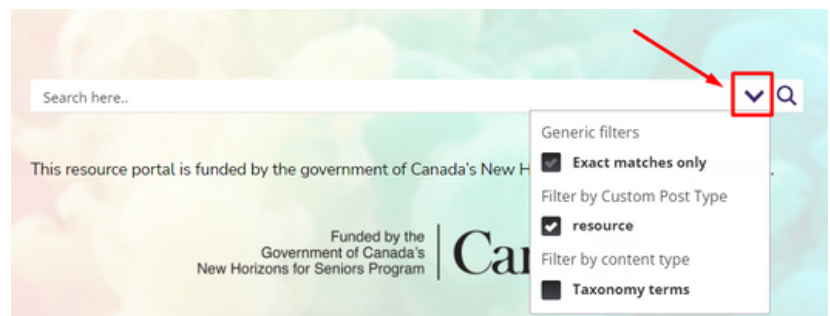 Search here..
Generic filters
Exact matches only
This resource portal is funded by the government of Canada's New H
.
Filter by Custom Post Type
resource
Filter by content type
Taxonomy terms
Funded by the
Government of Canada's
New Horizons for Seniors Program